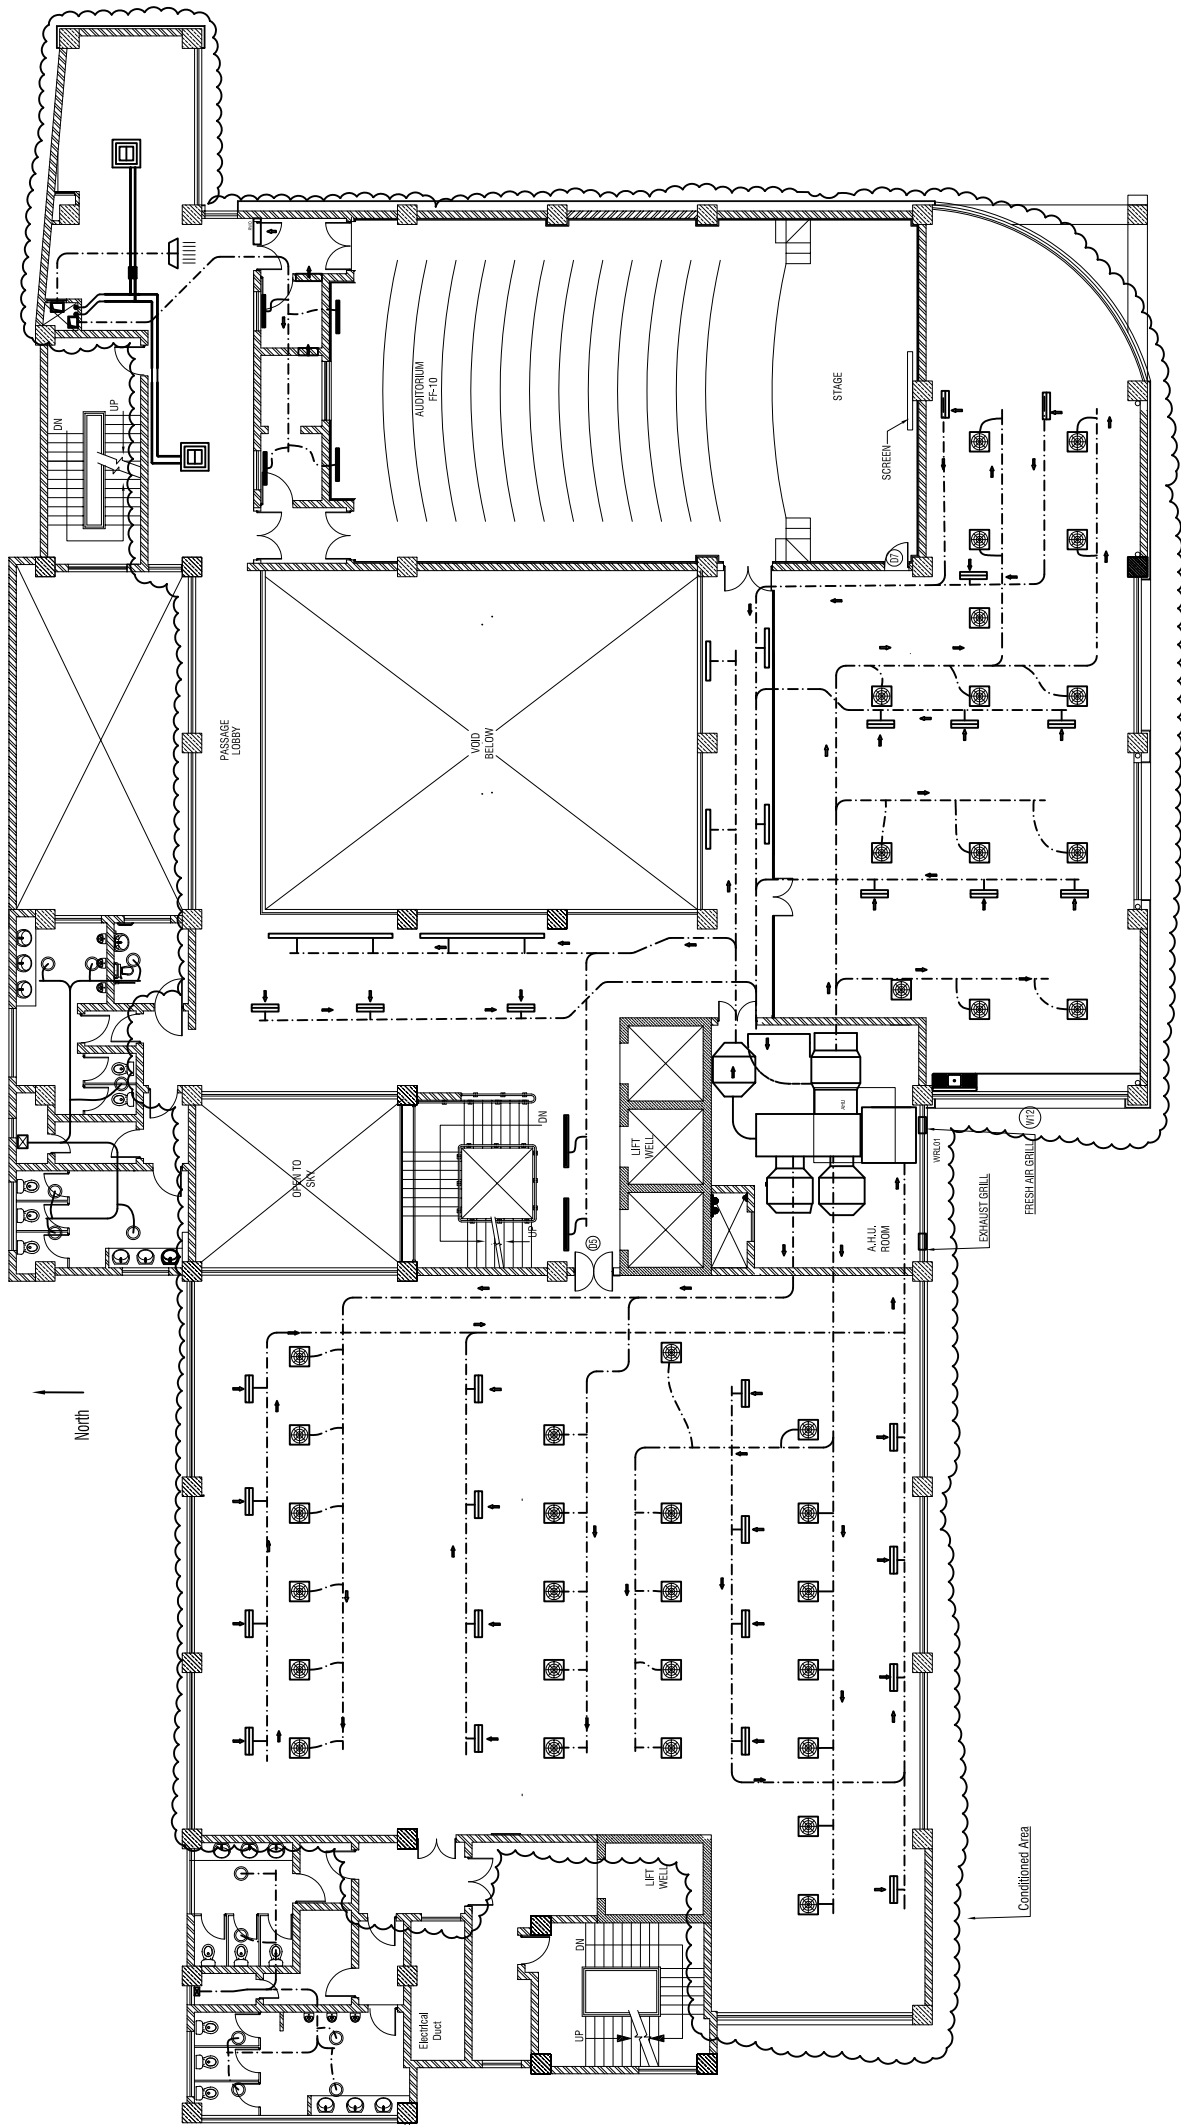 DN
UP
AUDITORIUM
FF-10
STAGE
SCREEN
D7
PASSAGE
LOBBY
VOID
BELOW
OPEN TO
SKY
DN
UP
LIFT
WELL
D5
AHU
A.H.U.
ROOM
WRL01
W12
FRESH AIR GRILL
EXHAUST GRILL
North
Conditioned Area
LIFT
WELL
DN
UP
Electrical
Duct